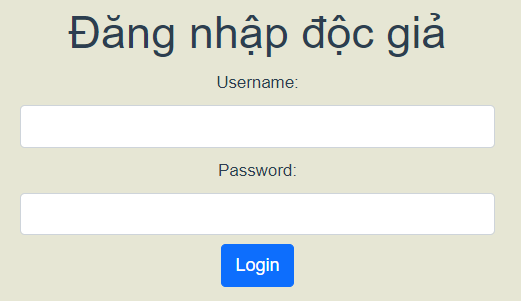 Đăng nhập độc giả
Username:
Password:
Login